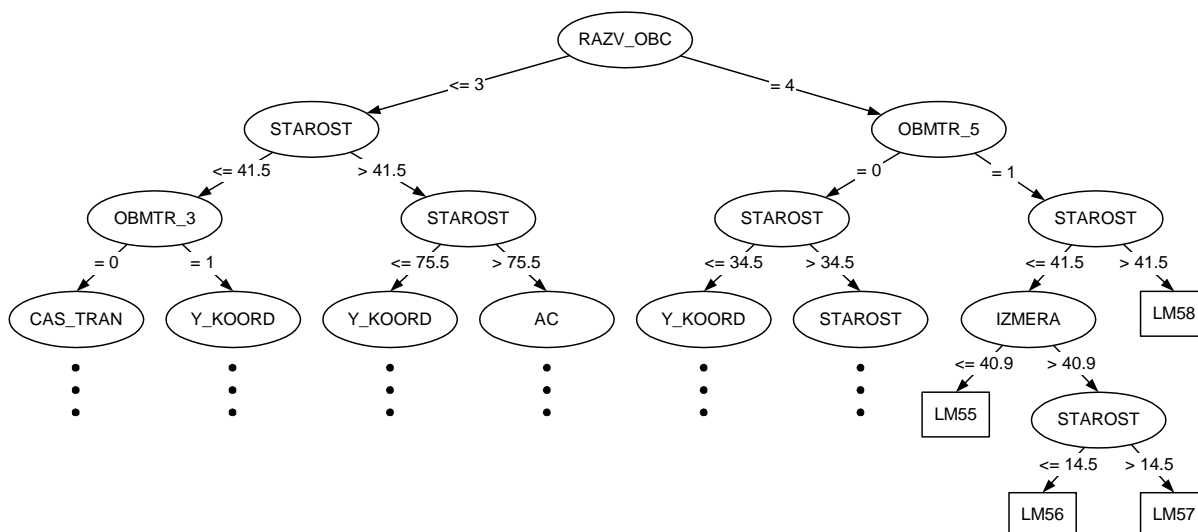 RAZV_OBC
<= 3
= 4
STAROST
OBMTR_5
<= 41.5
> 41.5
= 0
= 1
OBMTR_3
STAROST
STAROST
STAROST
= 0
= 1
<= 75.5
> 75.5
<= 34.5
> 34.5
<= 41.5
> 41.5
CAS_TRAN
Y_KOORD
Y_KOORD
AC
Y_KOORD
STAROST
IZMERA
LM58
<= 40.9
> 40.9
LM55
STAROST
<= 14.5
> 14.5
LM56
LM57